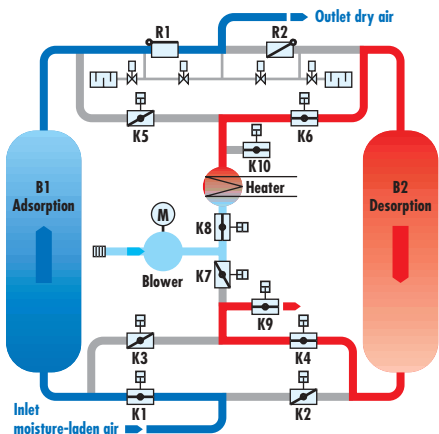 Outlet dry air
R1
R2
K5
K6
K10
B1
Adsorption
Heater
B2
Desorption
M
K8
Blower
K7
K9
K3
K4
K1
K2
Inlet
moisture-laden air